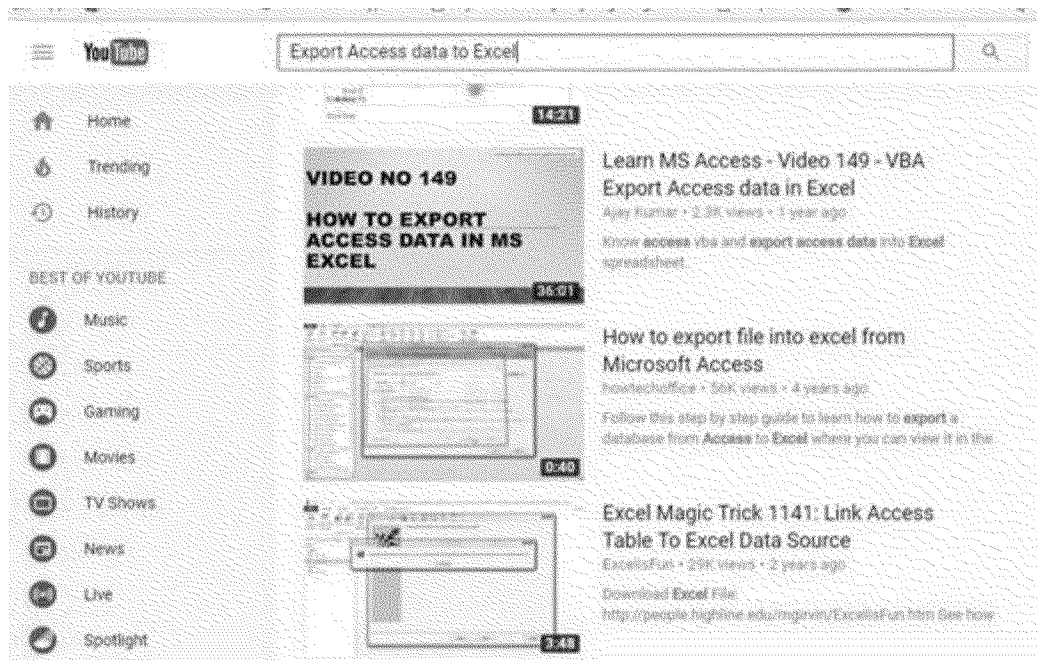 YouTube
Export Access data to Excel
Home
Trending
History
BEST OF YOUTUBE
Music
Sports
Gaming
Movies
TV Shows
News
Live
Spotlight
14:21
VIDEO NO 149
HOW TO EXPORT
ACCESS DATA IN MS
EXCEL
36:01
Learn MS Access - Video 149 - VBA
Export Access data in Excel
Ajay Kumar • 2.3K views • 1 year ago
Know access vba and export access data into Excel
spreadsheet.
0:40
How to export file into excel from
Microsoft Access
howtechoffice • 56K views • 4 years ago
Follow this step by step guide to learn how to export a
database from Access to Excel where you can view it in the
3:48
Excel Magic Trick 1141: Link Access
Table To Excel Data Source
ExcelIsFun • 29K views • 2 years ago
Download Excel File:
http://people.highline.edu/mgirvin/ExcelIsFun.htm See how